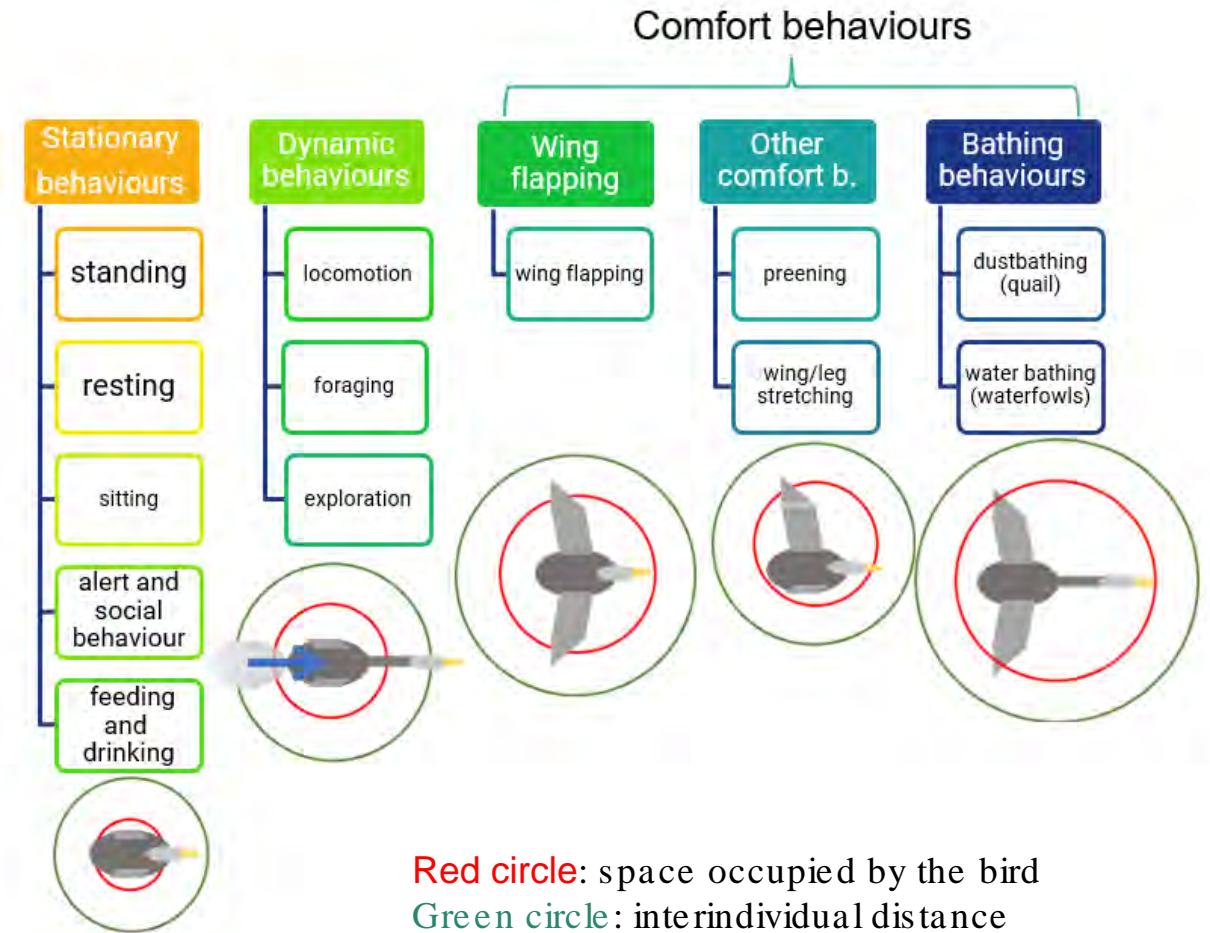 Comfort behaviours
Stationary
behaviours
standing
resting
sitting
alert and
social
behaviour
feeding
and
drinking
Dynamic
behaviours
locomotion
foraging
exploration
Wing
flapping
wing flapping
Other
comfort b.
preening
wing/leg
stretching
Bathing
behaviours
dustbathing
(quail)
water bathing
(waterfowls)
Red circle: space occupied by the bird
Green circle: interindividual distance